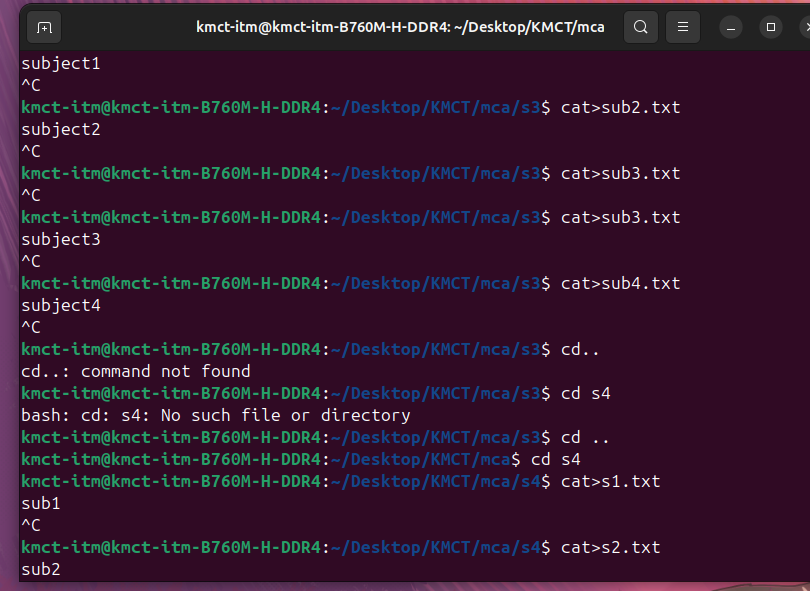 kmct-itm@kmct-itm-B760M-H-DDR4: ~/Desktop/KMCT/mca
subject1
^C
kmct-itm@kmct-itm-B760M-H-DDR4:~/Desktop/KMCT/mca/s3$ cat>sub2.txt
subject2
^C
kmct-itm@kmct-itm-B760M-H-DDR4:~/Desktop/KMCT/mca/s3$ cat>sub3.txt
^C
kmct-itm@kmct-itm-B760M-H-DDR4:~/Desktop/KMCT/mca/s3$ cat>sub3.txt
subject3
^C
kmct-itm@kmct-itm-B760M-H-DDR4:~/Desktop/KMCT/mca/s3$ cat>sub4.txt
subject4
^C
kmct-itm@kmct-itm-B760M-H-DDR4:~/Desktop/KMCT/mca/s3$ cd..
cd..: command not found
kmct-itm@kmct-itm-B760M-H-DDR4:~/Desktop/KMCT/mca/s3$ cd s4
bash: cd: s4: No such file or directory
kmct-itm@kmct-itm-B760M-H-DDR4:~/Desktop/KMCT/mca/s3$ cd ..
kmct-itm@kmct-itm-B760M-H-DDR4:~/Desktop/KMCT/mca$ cd s4
kmct-itm@kmct-itm-B760M-H-DDR4:~/Desktop/KMCT/mca/s4$ cat>s1.txt
sub1
^C
kmct-itm@kmct-itm-B760M-H-DDR4:~/Desktop/KMCT/mca/s4$ cat>s2.txt
sub2